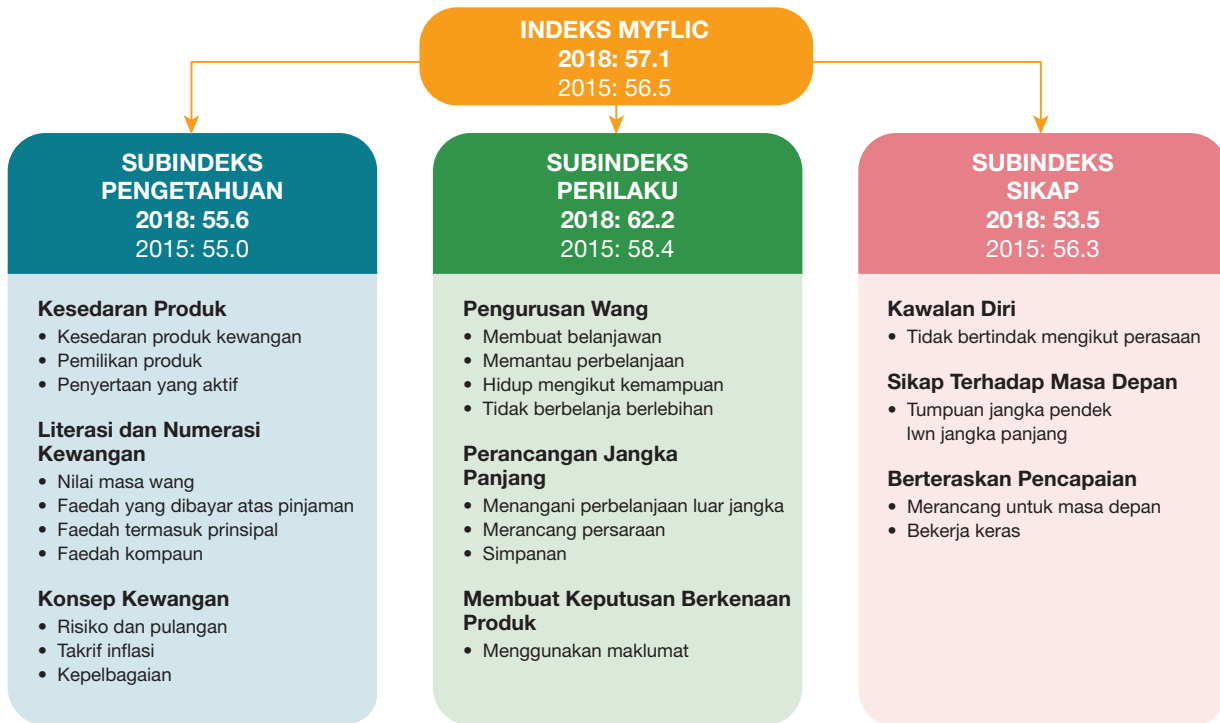 INDEKS MYFLIC
2018: 57.1
2015: 56.5
SUBINDEKS
PENGETAHUAN
2018: 55.6
2015: 55.0
Kesedaran Produk
• Kesedaran produk kewangan
• Pemilikan produk
• Penyertaan yang aktif
Literasi dan Numerasi
Kewangan
• Nilai masa wang
• Faedah yang dibayar atas pinjaman
• Faedah termasuk prinsipal
• Faedah kompaun
Konsep Kewangan
• Risiko dan pulangan
• Takrif inflasi
• Kepelbagaian
SUBINDEKS
PERILAKU
2018: 62.2
2015: 58.4
Pengurusan Wang
• Membuat belanjawan
• Memantau perbelanjaan
• Hidup mengikut kemampuan
• Tidak berbelanja berlebihan
Perancangan Jangka
Panjang
• Menangani perbelanjaan luar jangka
• Merancang persaraan
• Simpanan
Membuat Keputusan Berkenaan
Produk
• Menggunakan maklumat
SUBINDEKS
SIKAP
2018: 53.5
2015: 56.3
Kawalan Diri
• Tidak bertindak mengikut perasaan
Sikap Terhadap Masa Depan
• Tumpuan jangka pendek
lwn jangka panjang
Berteraskan Pencapaian
• Merancang untuk masa depan
• Bekerja keras